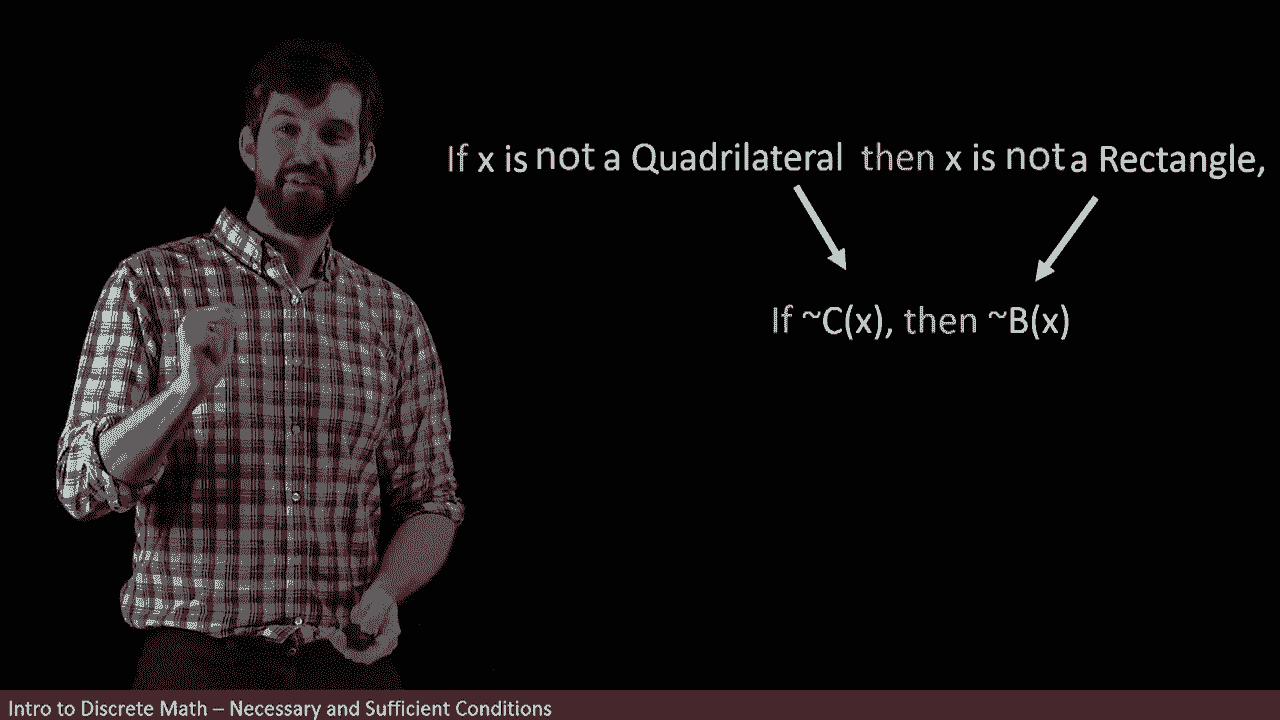 If x is not a Quadrilateral then x is not a Rectangle,
If ~C(x), then ~B(x)
Intro to Discrete Math – Necessary and Sufficient Conditions